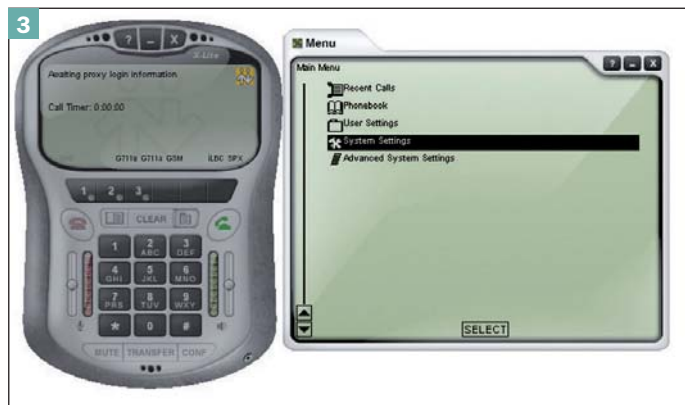 3
? – X
X-Lite
Awaiting proxy login information
Call Timer: 0:00:00
G711u G711a GSM iLBC SPX
1 2 3
CLEAR
1 2 ABC 3 DEF
4 GHI 5 JKL 6 MNO
7 PRS 8 TUV 9 WXY
* 0 #
MUTE TRANSFER CONF
Menu
Main Menu
? – X
Recent Calls
Phonebook
User Settings
System Settings
Advanced System Settings
SELECT